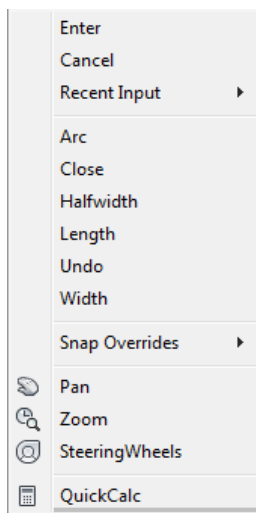 Enter
Cancel
Recent Input
Arc
Close
Halfwidth
Length
Undo
Width
Snap Overrides
Pan
Zoom
SteeringWheels
QuickCalc